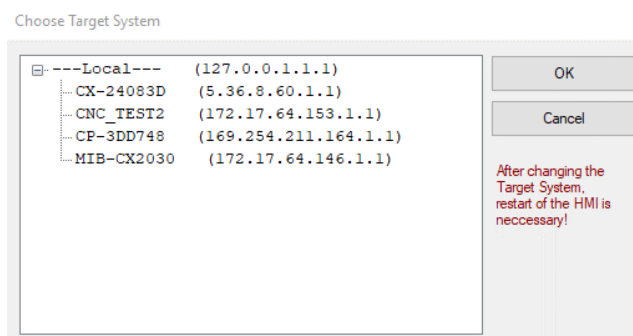 Choose Target System
---Local--- (127.0.0.1.1.1)
CX-24083D (5.36.8.60.1.1)
CNC_TEST2 (172.17.64.153.1.1)
CP-3DD748 (169.254.211.164.1.1)
MIB-CX2030 (172.17.64.146.1.1)
OK
Cancel
After changing the
Target System,
restart of the HMI is
neccessary!